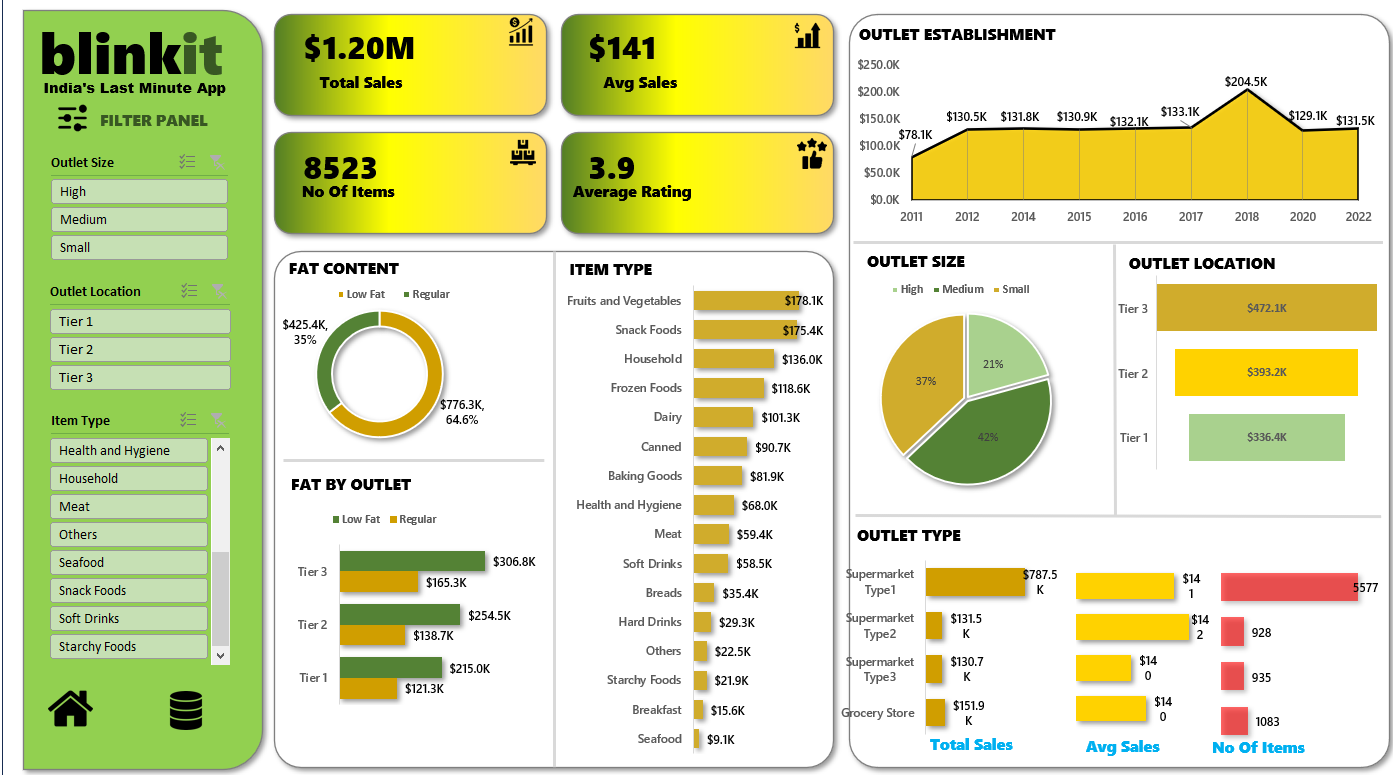 blinkit
India's Last Minute App
FILTER PANEL
Outlet Size
High
Medium
Small
Outlet Location
Tier 1
Tier 2
Tier 3
Item Type
Health and Hygiene
Household
Meat
Others
Seafood
Snack Foods
Soft Drinks
Starchy Foods
$1.20M
Total Sales
$141
Avg Sales
8523
No Of Items
3.9
Average Rating
FAT CONTENT
Low Fat Regular
$425.4K,
35%
$776.3K,
64.6%
FAT BY OUTLET
Low Fat Regular
Tier 3 $306.8K
$165.3K
Tier 2 $254.5K
$138.7K
Tier 1 $215.0K
$121.3K
ITEM TYPE
Fruits and Vegetables $178.1K
Snack Foods $175.4K
Household $136.0K
Frozen Foods $118.6K
Dairy $101.3K
Canned $90.7K
Baking Goods $81.9K
Health and Hygiene $68.0K
Meat $59.4K
Soft Drinks $58.5K
Breads $35.4K
Hard Drinks $29.3K
Others $22.5K
Starchy Foods $21.9K
Breakfast $15.6K
Seafood $9.1K
OUTLET ESTABLISHMENT
$250.0K
$200.0K
$150.0K
$100.0K
$50.0K
$0.0K
$78.1K $130.5K $131.8K $130.9K $132.1K $133.1K $204.5K $129.1K $131.5K
2011 2012 2014 2015 2016 2017 2018 2020 2022
OUTLET SIZE
High Medium Small
21%
37%
42%
OUTLET LOCATION
Tier 3 $472.1K
Tier 2 $393.2K
Tier 1 $336.4K
OUTLET TYPE
Supermarket
Type1
$787.5
K
$14
1
5577
Supermarket
Type2
$131.5
K
$14
2
928
Supermarket
Type3
$130.7
K
$14
0
935
Grocery Store
$151.9
K
$14
0
1083
Total Sales
Avg Sales
No Of Items